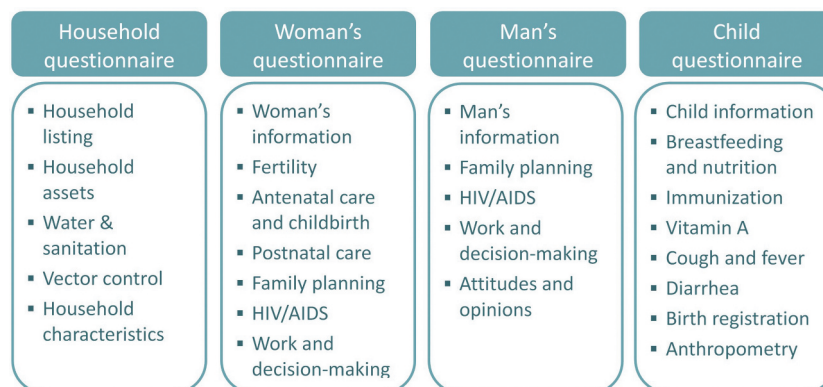 Household
questionnaire
▪ Household
listing
▪ Household
assets
▪ Water &
sanitation
▪ Vector control
▪ Household
characteristics
Woman's
questionnaire
▪ Woman's
information
▪ Fertility
▪ Antenatal care
and childbirth
▪ Postnatal care
▪ Family planning
▪ HIV/AIDS
▪ Work and
decision-making
Man's
questionnaire
▪ Man's
information
▪ Family planning
▪ HIV/AIDS
▪ Work and
decision-making
▪ Attitudes and
opinions
Child
questionnaire
▪ Child information
▪ Breastfeeding
and nutrition
▪ Immunization
▪ Vitamin A
▪ Cough and fever
▪ Diarrhea
▪ Birth registration
▪ Anthropometry